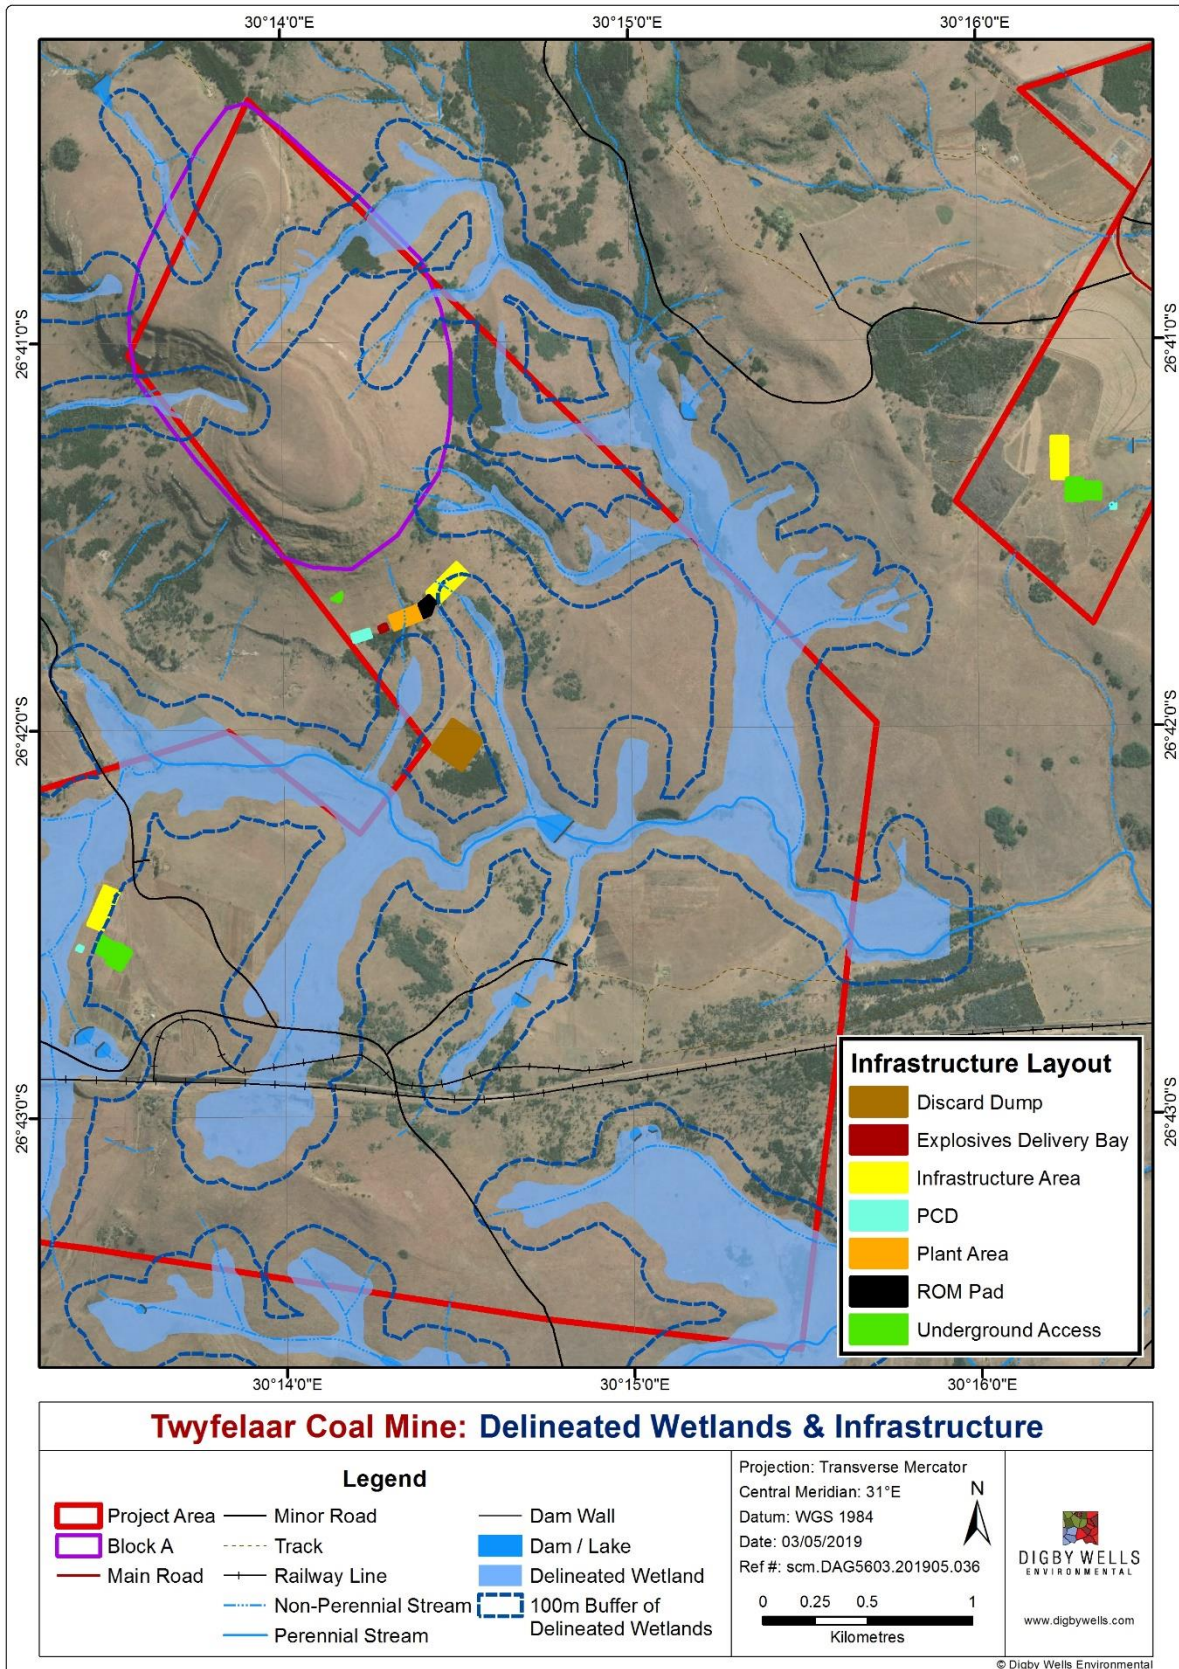 30°14'0"E 30°15'0"E 30°16'0"E
26°41'0"S 26°41'0"S
26°42'0"S 26°42'0"S
26°43'0"S 26°43'0"S
Infrastructure Layout
Discard Dump
Explosives Delivery Bay
Infrastructure Area
PCD
Plant Area
ROM Pad
Underground Access
30°14'0"E 30°15'0"E 30°16'0"E
Twyfelaar Coal Mine: Delineated Wetlands & Infrastructure
Legend
Project Area
Block A
Main Road
Minor Road
Track
Railway Line
Non-Perennial Stream
Perennial Stream
Dam Wall
Dam / Lake
Delineated Wetland
100m Buffer of
Delineated Wetlands
Projection: Transverse Mercator
Central Meridian: 31°E
Datum: WGS 1984
Date: 03/05/2019
Ref #: scm.DAG5603.201905.036
N
0 0.25 0.5 1
Kilometres
DIGBY WELLS
ENVIRONMENTAL
www.digbywells.com
© Digby Wells Environmental